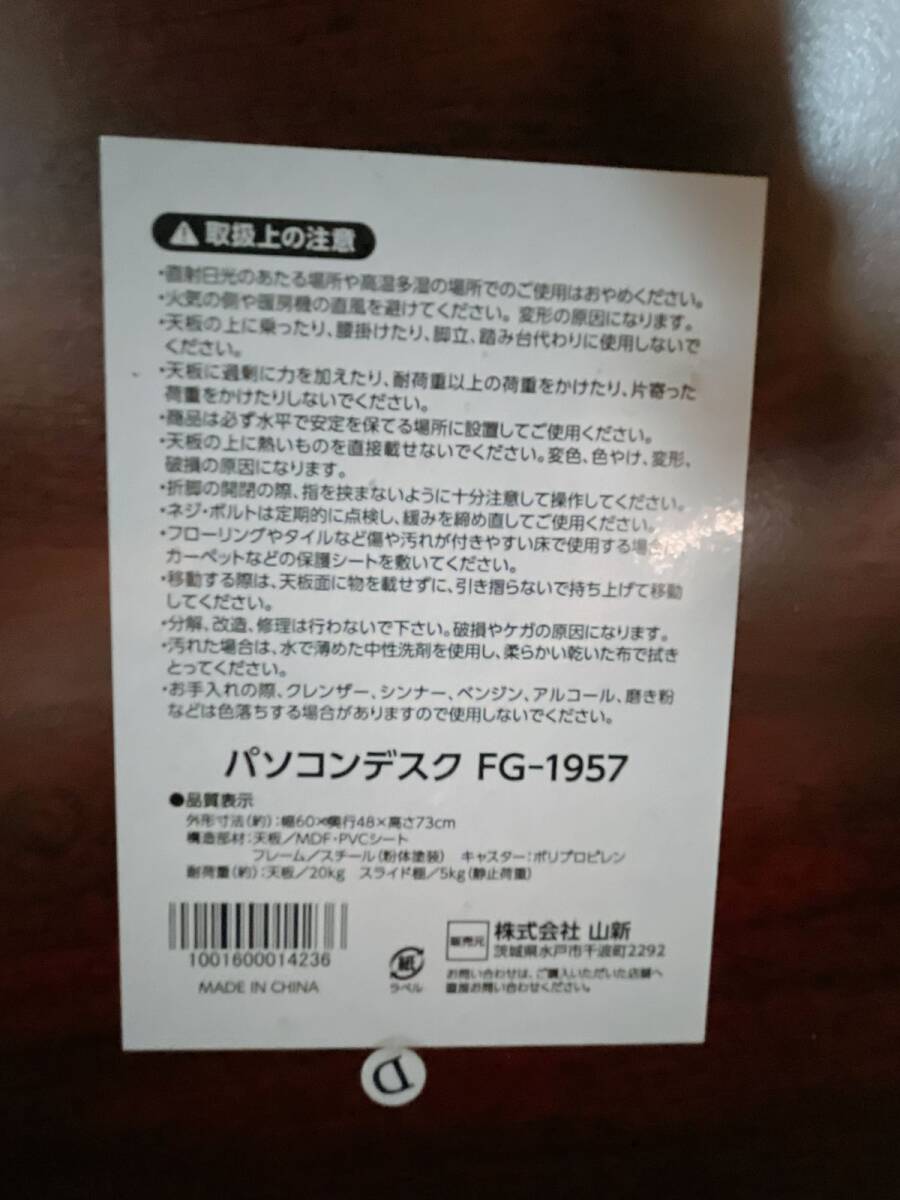 取扱上の注意
・直射日光のあたる場所や高温多湿の場所でのご使用はおやめください。
・火気の側や暖房機の直風を避けてください。変形の原因になります。
・天板の上に乗ったり、腰掛けたり、脚立、踏み台代わりに使用しないで
ください。
・天板に過剰に力を加えたり、耐荷重以上の荷重をかけたり、片寄った
荷重をかけたりしないでください。
・商品は必ず水平で安定を保てる場所に設置してご使用ください。
・天板の上に熱いものを直接載せないでください。変色、色やけ、変形、
破損の原因になります。
・折脚の開閉の際、指を挟まないように十分注意して操作してください。
・ネジ・ボルトは定期的に点検し、緩みを締め直してご使用ください。
・フローリングやタイルなど傷や汚れが付きやすい床で使用する場合
カーペットなどの保護シートを敷いてください。
・移動する際は、天板面に物を載せずに、引き摺らないで持ち上げて移動
してください。
・分解、改造、修理は行わないで下さい。破損やケガの原因になります。
・汚れた場合は、水で薄めた中性洗剤を使用し、柔らかい乾いた布で拭き
とってください。
・お手入れの際、クレンザー、シンナー、ベンジン、アルコール、磨き粉
などは色落ちする場合がありますので使用しないでください。
パソコンデスク FG-1957
●品質表示
外形寸法(約):幅60×奥行48×高さ73cm
構造部材:天板/MDF・PVCシート
フレーム/スチール(粉体塗装) キャスター:ポリプロピレン
耐荷重(約):天板/20kg スライド棚/5kg(静止荷重)
1001600014236
MADE IN CHINA
紙
ラベル
販売元
株式会社 山新
茨城県水戸市千波町2292
お問い合わせは、ご購入いただいた店舗へ
直接お問い合わせください。
D